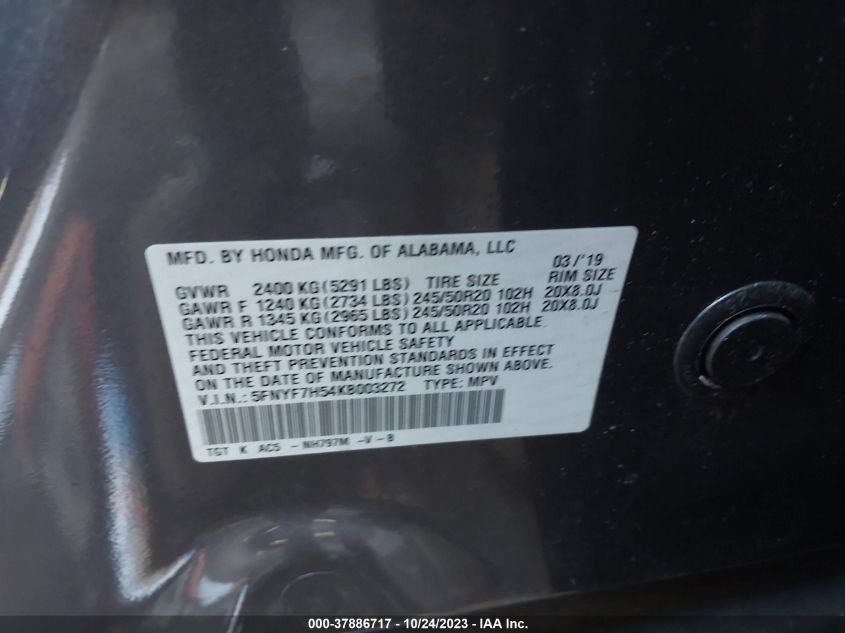 MFD. BY HONDA MFG. OF ALABAMA, LLC 03/'19
GVWR 2400 KG(5291 LBS) TIRE SIZE RIM SIZE
GAWR F 1240 KG(2734 LBS) 245/50R20 102H 20X8.0J
GAWR R 1345 KG(2965 LBS) 245/50R20 102H 20X8.0J
THIS VEHICLE CONFORMS TO ALL APPLICABLE
FEDERAL MOTOR VEHICLE SAFETY
AND THEFT PREVENTION STANDARDS IN EFFECT
ON THE DATE OF MANUFACTURE SHOWN ABOVE.
V.I.N.: 5FNYF7H54KB003272 TYPE: MPV
TGT K AC5 -NH797M -V-B
000-37886717 - 10/24/2023 - IAA Inc.